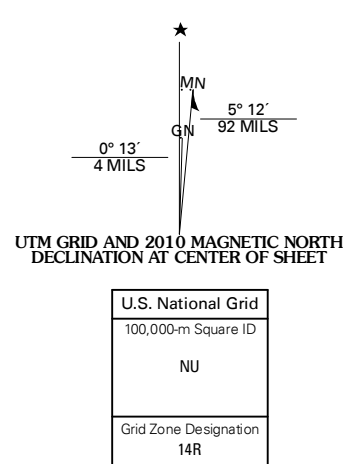 ★
MN
5° 12´
92 MILS
GN
0° 13´
4 MILS
UTM GRID AND 2010 MAGNETIC NORTH
DECLINATION AT CENTER OF SHEET
U.S. National Grid
100,000-m Square ID
NU
Grid Zone Designation
14R